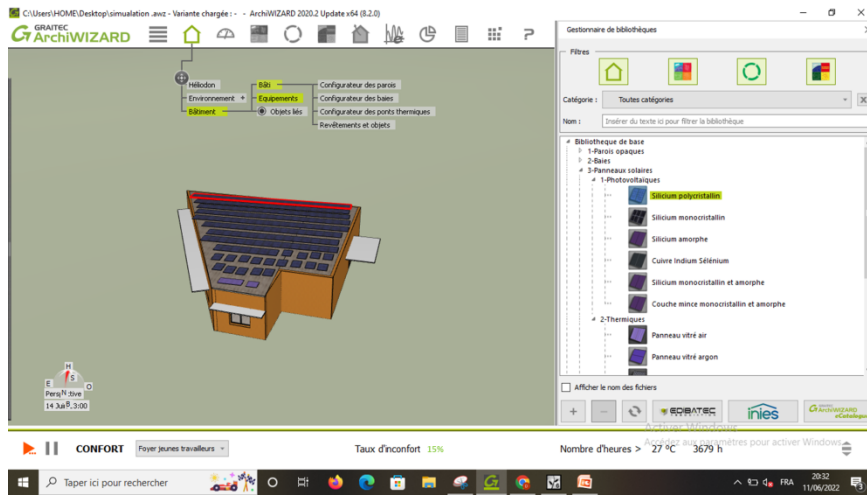 C:\Users\HOME\Desktop\simualation .awz - Variante chargée : - - ArchiWIZARD 2020.2 Update x64 (8.2.0)
GRAITEC
ArchiWIZARD
Héliodon
Environnement +
Bâtiment
Bâti
Equipements
Objets liés
Configurateur des parois
Configurateur des baies
Configurateur des ponts thermiques
Revêtements et objets
H
E
S
N
O
14 Juin, 3:00
Gestionnaire de bibliothèques
Filtres
Catégorie :
Toutes catégories
Nom :
Insérer du texte ici pour filtrer la bibliothèque
Bibliotheque de base
1-Parois opaques
2-Baies
3-Panneaux solaires
1-Photovoltaïques
Silicium polycristallin
Silicium monocristallin
Silicium amorphe
Cuivre Indium Sélénium
Silicium monocristallin et amorphe
Couche mince monocristallin et amorphe
2-Thermiques
Panneau vitré air
Panneau vitré argon
Afficher le nom des fichiers
EDIBATEC
inies
ArchiWIZARD
eCatalogue
Activer Windows
Accédez aux paramètres pour activer Windows
CONFORT
Foyer jeunes travailleurs
Taux d'inconfort 15%
Nombre d'heures > 27 °C 3679 h
Taper ici pour rechercher
FRA
20:32
11/06/2022